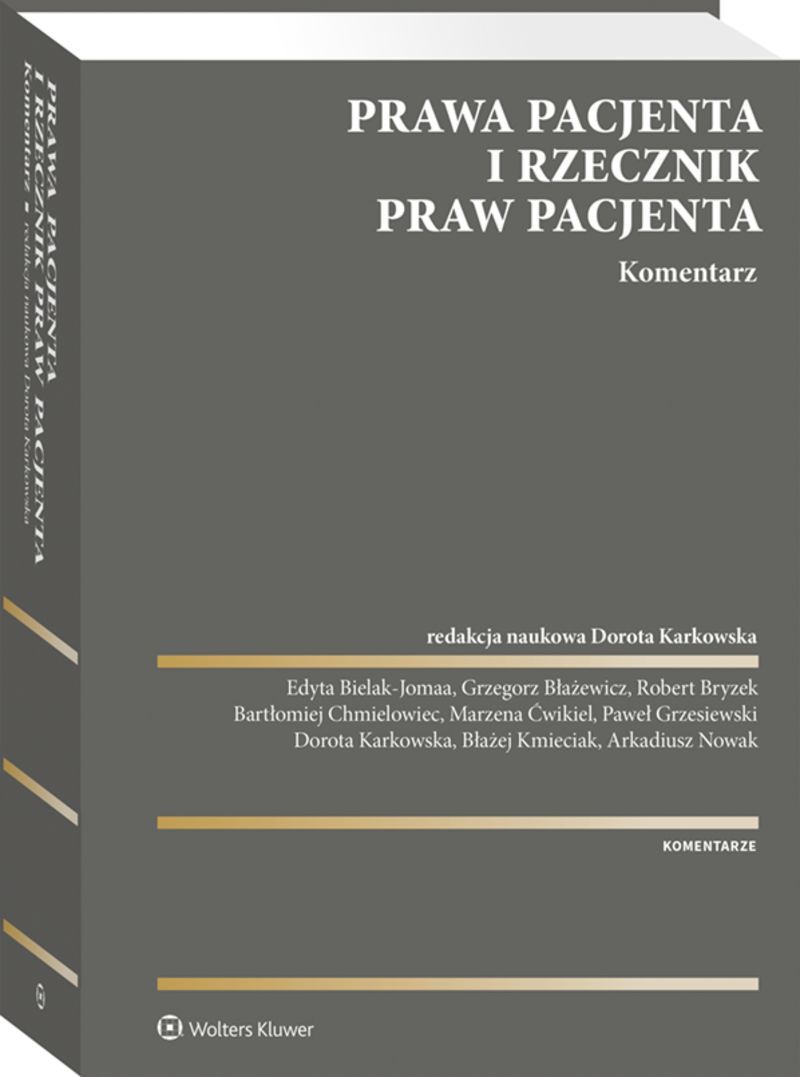 PRAWA PACJENTA
I RZECZNIK
PRAW PACJENTA
Komentarz
redakcja naukowa Dorota Karkowska
Edyta Bielak-Jomaa, Grzegorz Błażewicz, Robert Bryzek
Bartłomiej Chmielowiec, Marzena Ćwikiel, Paweł Grzesiewski
Dorota Karkowska, Błażej Kmieciak, Arkadiusz Nowak
KOMENTARZE
Wolters Kluwer
PRAWA PACJENTA
I RZECZNIK PRAW PACJENTA
Komentarz • redakcja naukowa Dorota Karkowska